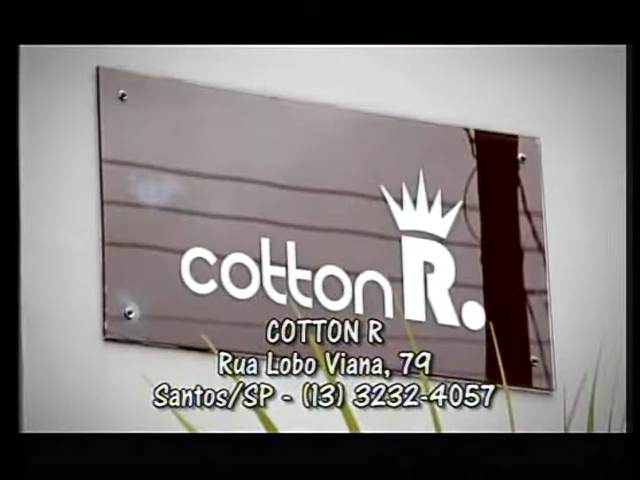 cotton R.
COTTON R
Rua Lobo Viana, 79
Santos/SP - (13) 3232-4057